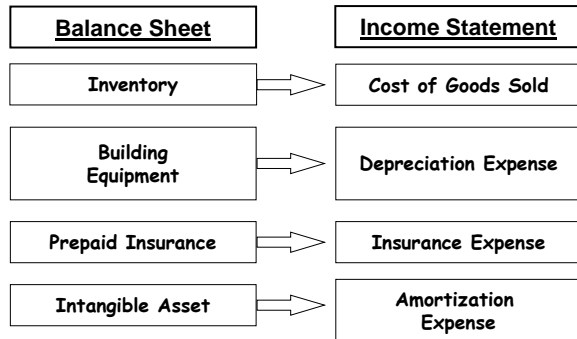 Balance Sheet
Income Statement
Inventory
Cost of Goods Sold
Building
Equipment
Depreciation Expense
Prepaid Insurance
Insurance Expense
Intangible Asset
Amortization
Expense